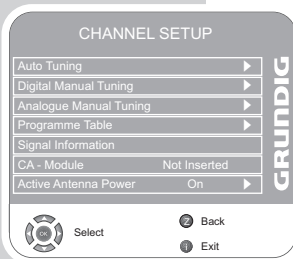 CHANNEL SETUP
Auto Tuning
Digital Manual Tuning
Analogue Manual Tuning
Programme Table
Signal Information
CA - Module Not Inserted
Active Antenna Power On
GRUNDIG
OK Select
Z Back
i Exit